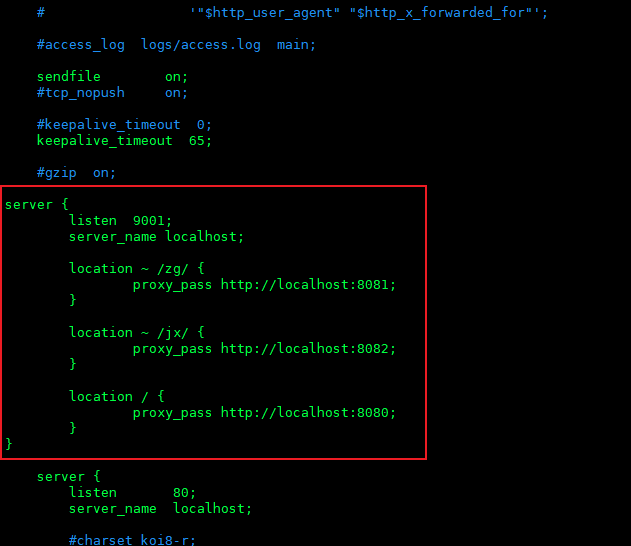 #                  '"$http_user_agent" "$http_x_forwarded_for"';
#access_log  logs/access.log  main;
sendfile        on;
#tcp_nopush     on;
#keepalive_timeout  0;
keepalive_timeout  65;
#gzip  on;
server {
listen  9001;
server_name localhost;
location ~ /zg/ {
proxy_pass http://localhost:8081;
}
location ~ /jx/ {
proxy_pass http://localhost:8082;
}
location / {
proxy_pass http://localhost:8080;
}
}
server {
listen       80;
server_name  localhost;
#charset koi8-r;